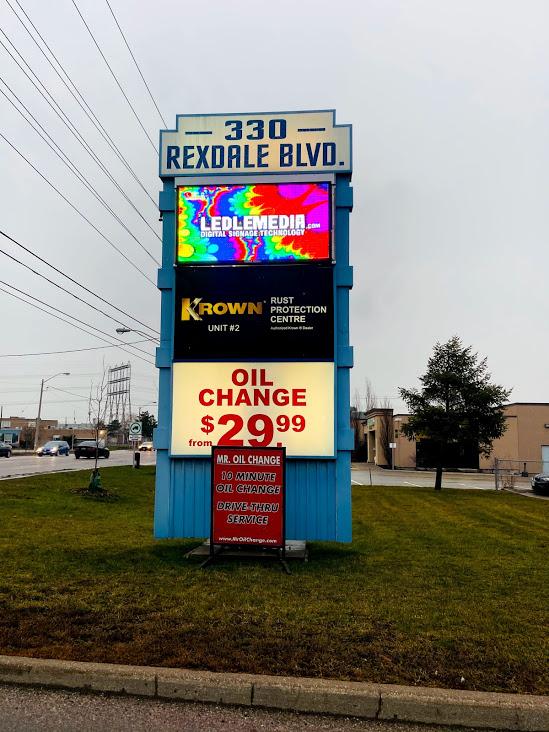 330
REXDALE BLVD.
LEDLEMEDIA.COM
DIGITAL SIGNAGE TECHNOLOGY
KROWN
UNIT #2
RUST
PROTECTION
CENTRE
Authorized Krown ® Dealer
OIL
CHANGE
from $29.99
MR. OIL CHANGE
10 MINUTE
OIL CHANGE
DRIVE-THRU
SERVICE
www.MrOilChange.com